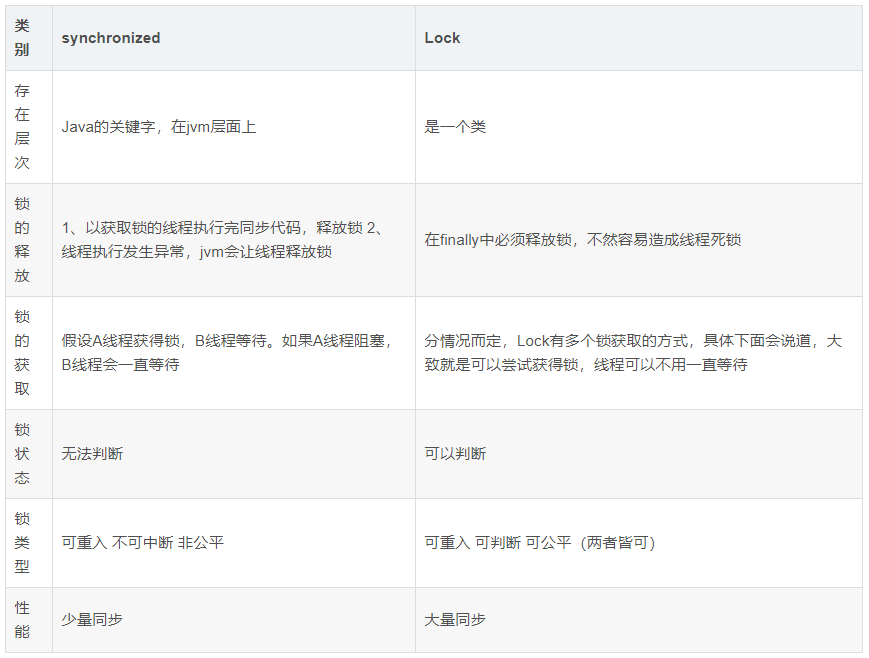 类
别
synchronized
Lock
存
在
层
次
Java的关键字，在jvm层面上
是一个类
锁
的
释
放
1、以获取锁的线程执行完同步代码，释放锁 2、
线程执行发生异常，jvm会让线程释放锁
在finally中必须释放锁，不然容易造成线程死锁
锁
的
获
取
假设A线程获得锁，B线程等待。如果A线程阻塞，
B线程会一直等待
分情况而定，Lock有多个锁获取的方式，具体下面会说道，大
致就是可以尝试获得锁，线程可以不用一直等待
锁
状
态
无法判断
可以判断
锁
类
型
可重入 不可中断 非公平
可重入 可判断 可公平（两者皆可）
性
能
少量同步
大量同步